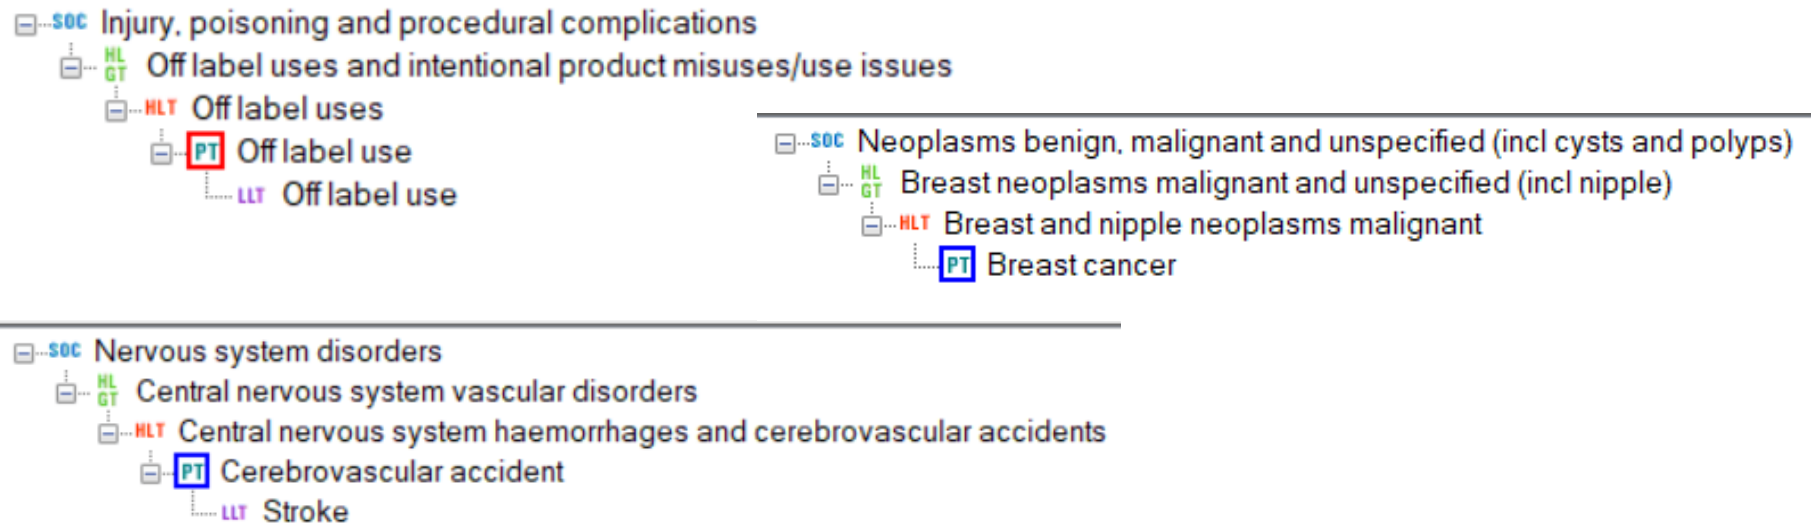 SOC Injury, poisoning and procedural complications
HLGT Off label uses and intentional product misuses/use issues
HLT Off label uses
PT Off label use
LLT Off label use
SOC Neoplasms benign, malignant and unspecified (incl cysts and polyps)
HLGT Breast neoplasms malignant and unspecified (incl nipple)
HLT Breast and nipple neoplasms malignant
PT Breast cancer
SOC Nervous system disorders
HLGT Central nervous system vascular disorders
HLT Central nervous system haemorrhages and cerebrovascular accidents
PT Cerebrovascular accident
LLT Stroke